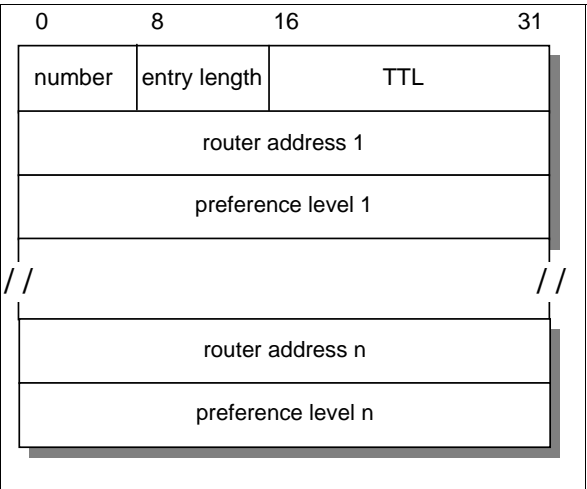 0 8 16 31
number entry length TTL
router address 1
preference level 1
// //
router address n
preference level n